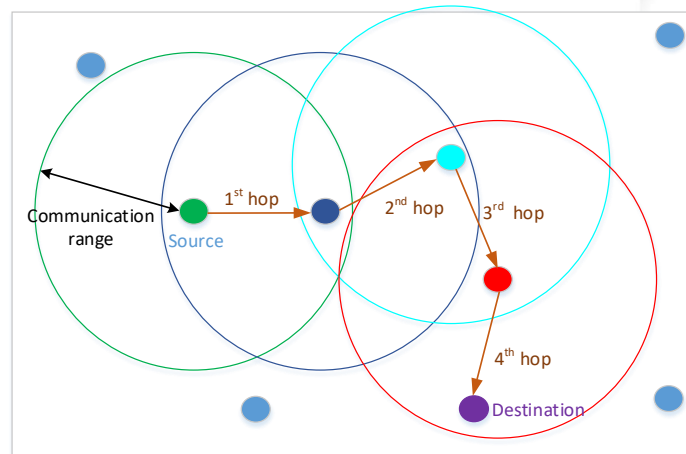 1st hop
2nd hop
3rd hop
Communication
range
Source
4th hop
Destination